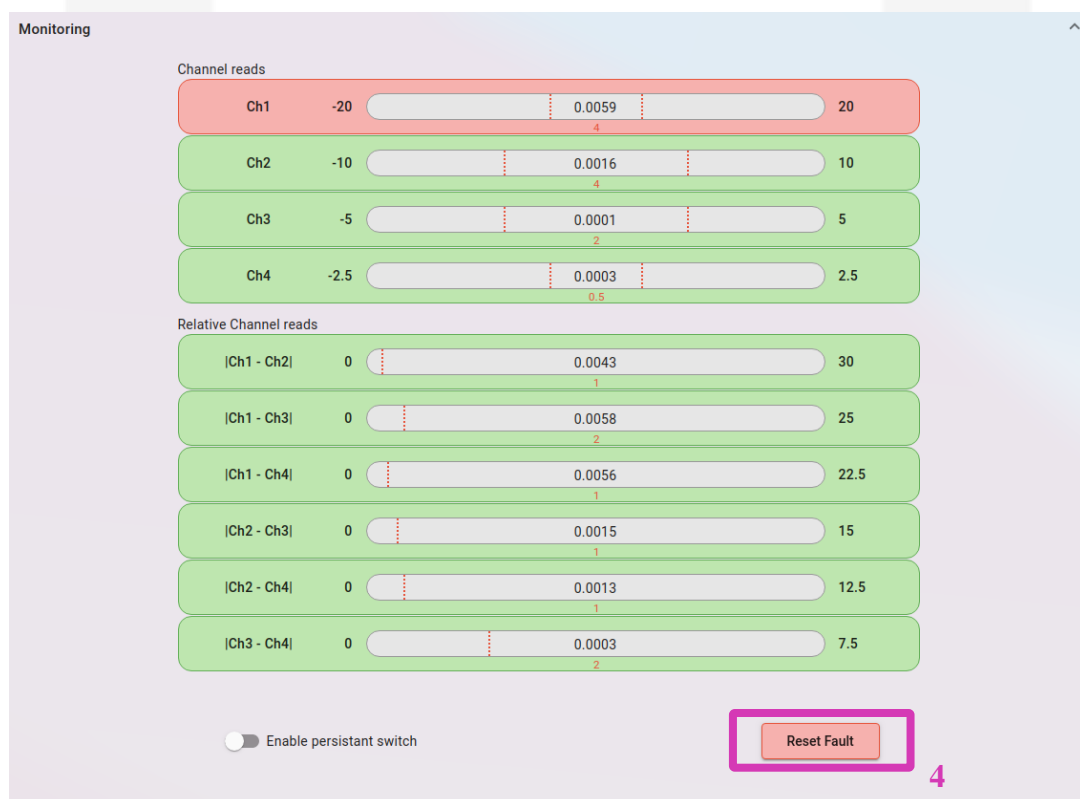 Monitoring
Channel reads
Ch1 -20 0.0059 20
4
Ch2 -10 0.0016 10
4
Ch3 -5 0.0001 5
2
Ch4 -2.5 0.0003 2.5
0.5
Relative Channel reads
|Ch1 - Ch2| 0 0.0043 30
1
|Ch1 - Ch3| 0 0.0058 25
2
|Ch1 - Ch4| 0 0.0056 22.5
1
|Ch2 - Ch3| 0 0.0015 15
1
|Ch2 - Ch4| 0 0.0013 12.5
1
|Ch3 - Ch4| 0 0.0003 7.5
2
Enable persistant switch Reset Fault
4